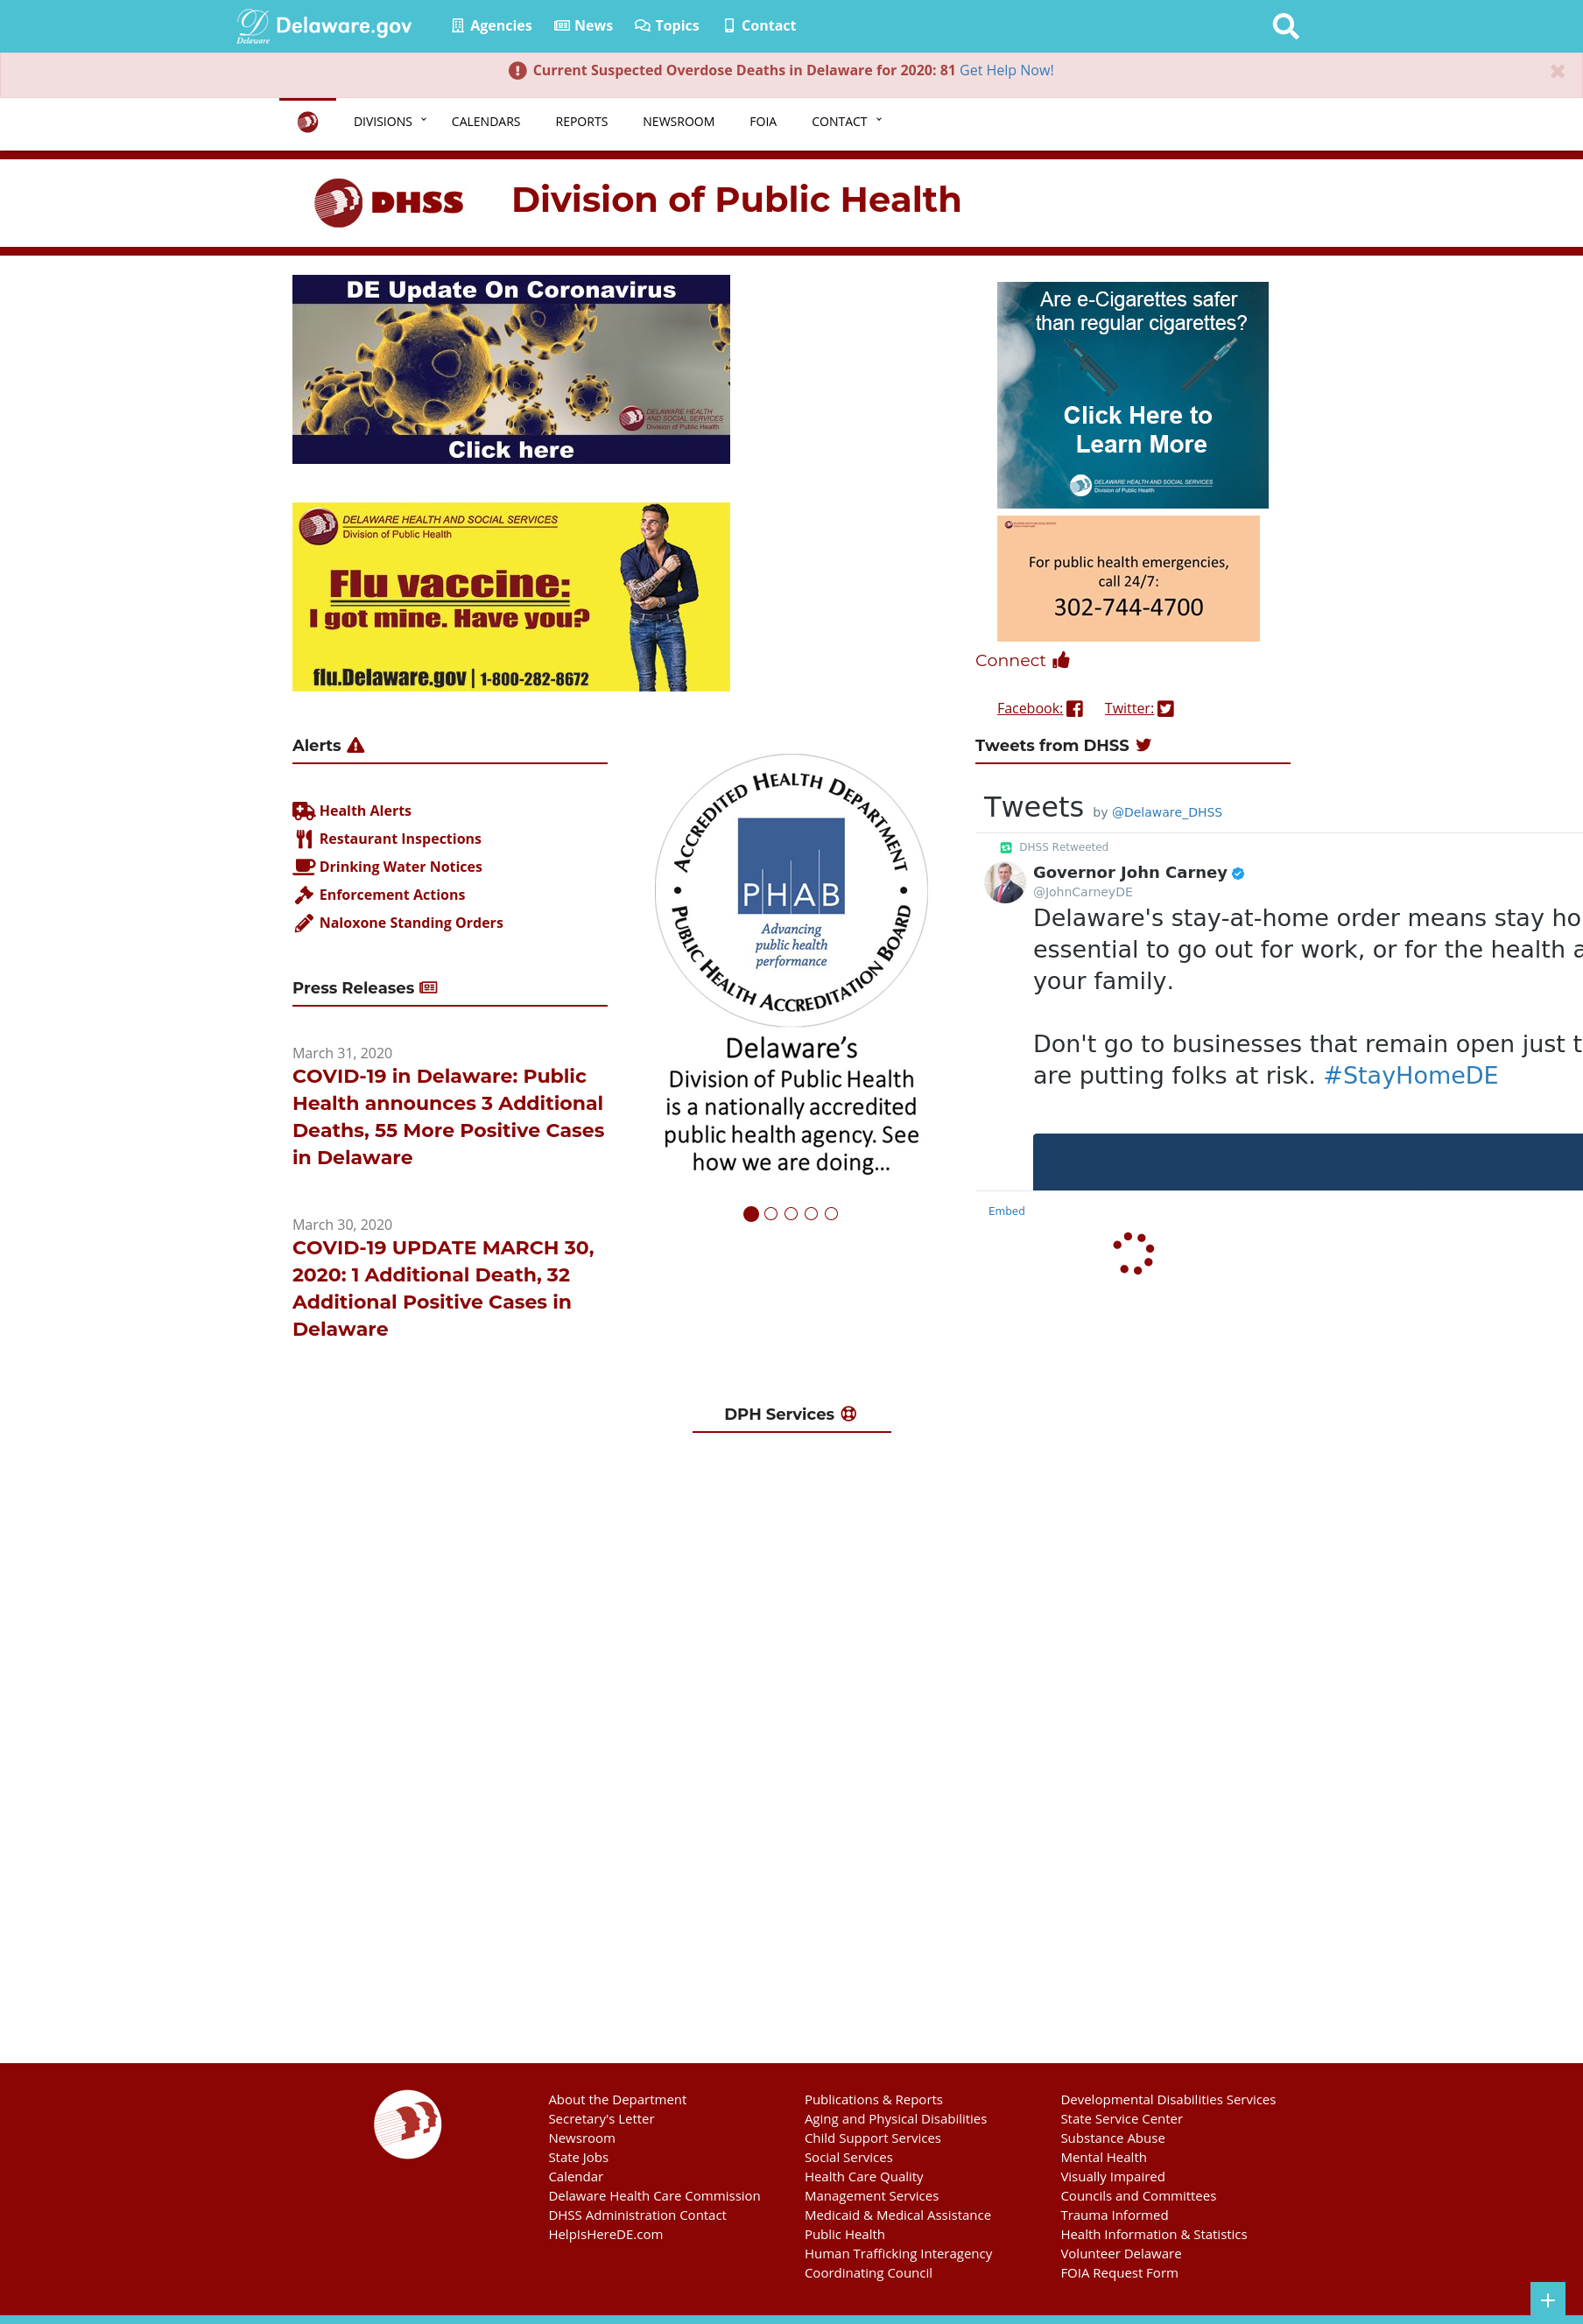 Delaware
Delaware.gov
Agencies
News
Topics
Contact
Current Suspected Overdose Deaths in Delaware for 2020: 81 Get Help Now!
DIVISIONS
CALENDARS
REPORTS
NEWSROOM
FOIA
CONTACT
DHSS
Division of Public Health
DE Update On Coronavirus
DELAWARE HEALTH
AND SOCIAL SERVICES
Division of Public Health
Click here
DELAWARE HEALTH AND SOCIAL SERVICES
Division of Public Health
Flu vaccine:
I got mine. Have you?
flu.Delaware.gov | 1-800-282-8672
Are e-Cigarettes safer
than regular cigarettes?
Click Here to
Learn More
DELAWARE HEALTH AND SOCIAL SERVICES
Division of Public Health
For public health emergencies,
call 24/7:
302-744-4700
Connect
Facebook:
Twitter:
Alerts
Health Alerts
Restaurant Inspections
Drinking Water Notices
Enforcement Actions
Naloxone Standing Orders
Press Releases
March 31, 2020
COVID-19 in Delaware: Public
Health announces 3 Additional
Deaths, 55 More Positive Cases
in Delaware
March 30, 2020
COVID-19 UPDATE MARCH 30,
2020: 1 Additional Death, 32
Additional Positive Cases in
Delaware
ACCREDITED HEALTH DEPARTMENT
PHAB
Advancing
public health
performance
PUBLIC HEALTH ACCREDITATION BOARD
Delaware's
Division of Public Health
is a nationally accredited
public health agency. See
how we are doing...
Tweets from DHSS
Tweets by @Delaware_DHSS
DHSS Retweeted
Governor John Carney
@JohnCarneyDE
Delaware's stay-at-home order means stay ho
essential to go out for work, or for the health a
your family.
Don't go to businesses that remain open just t
are putting folks at risk. #StayHomeDE
Embed
DPH Services
About the Department
Secretary's Letter
Newsroom
State Jobs
Calendar
Delaware Health Care Commission
DHSS Administration Contact
HelpIsHereDE.com
Publications & Reports
Aging and Physical Disabilities
Child Support Services
Social Services
Health Care Quality
Management Services
Medicaid & Medical Assistance
Public Health
Human Trafficking Interagency
Coordinating Council
Developmental Disabilities Services
State Service Center
Substance Abuse
Mental Health
Visually Impaired
Councils and Committees
Trauma Informed
Health Information & Statistics
Volunteer Delaware
FOIA Request Form